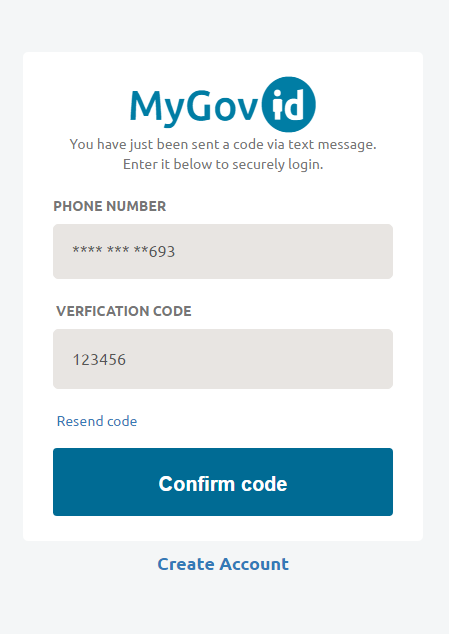 MyGovid
You have just been sent a code via text message.
Enter it below to securely login.
PHONE NUMBER
**** *** **693
VERFICATION CODE
123456
Resend code
Confirm code
Create Account